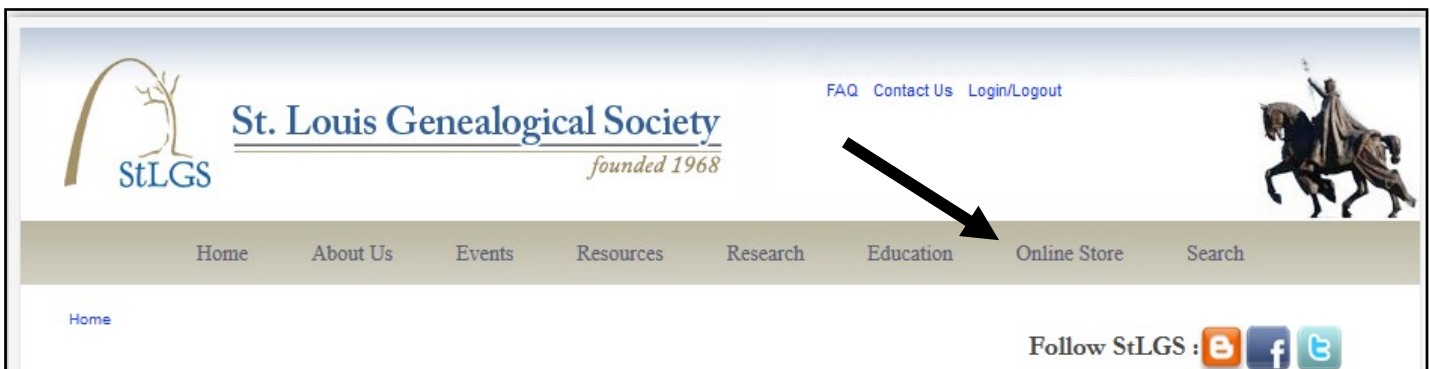 FAQ Contact Us Login/Logout
St. Louis Genealogical Society
founded 1968
StLGS
Home About Us Events Resources Research Education Online Store Search
Home
Follow StLGS :